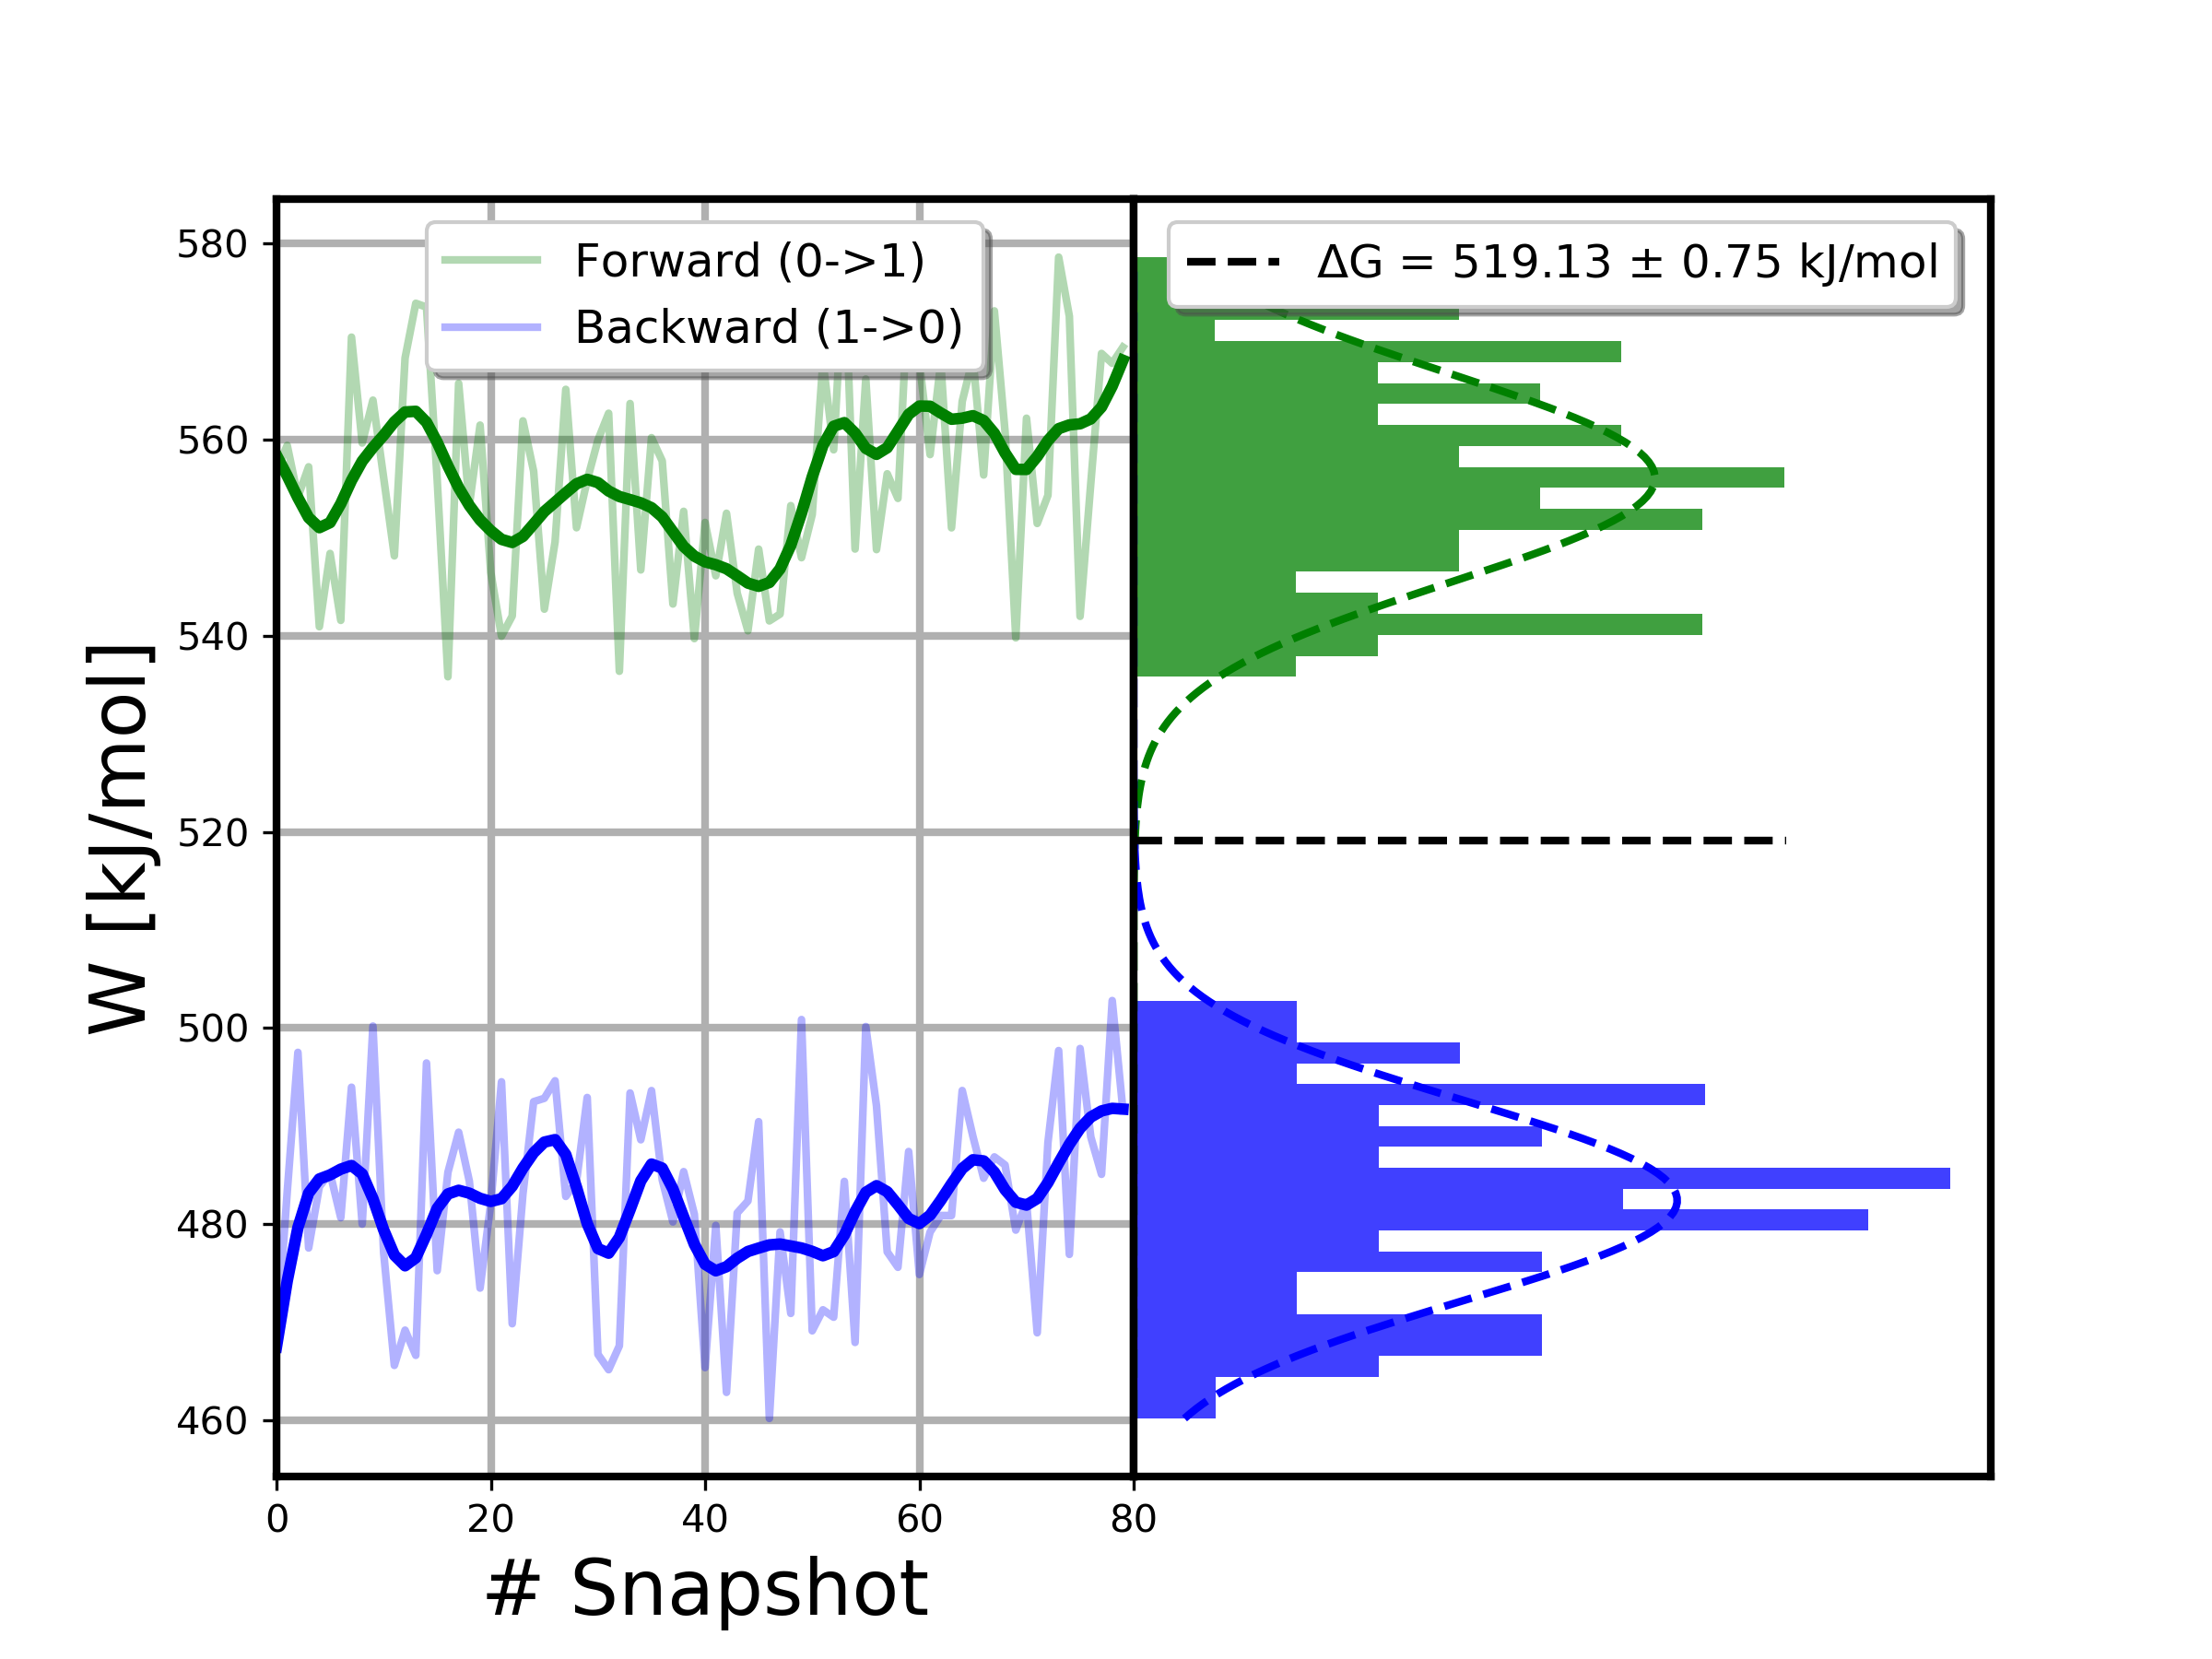 Forward (0->1)
Backward (1->0)
ΔG = 519.13 ± 0.75 kJ/mol
W [kJ/mol]
580
560
540
520
500
480
460
0 20 40 60 80
# Snapshot